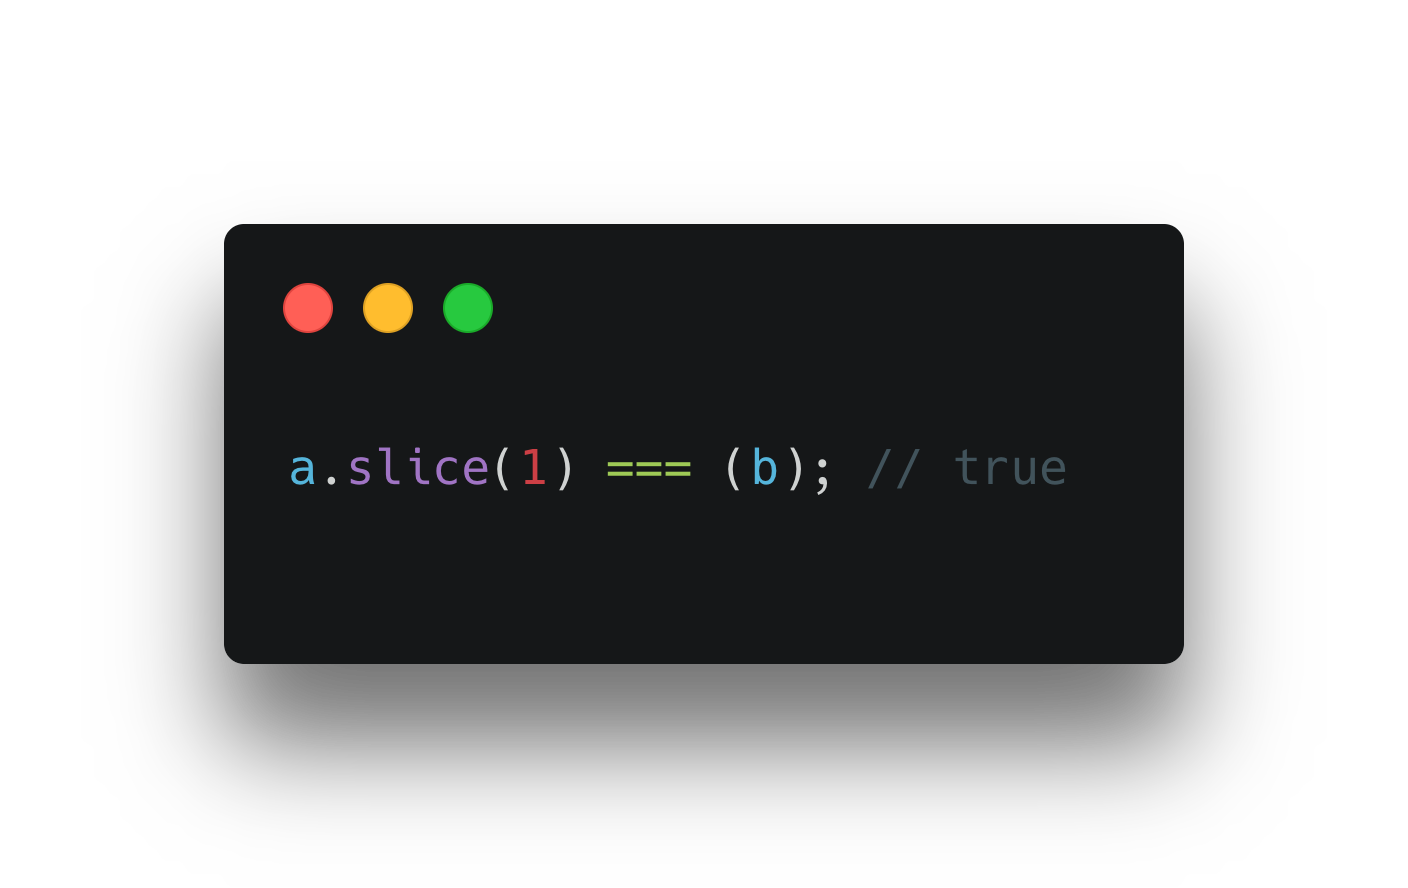 a.slice(1) === (b); // true